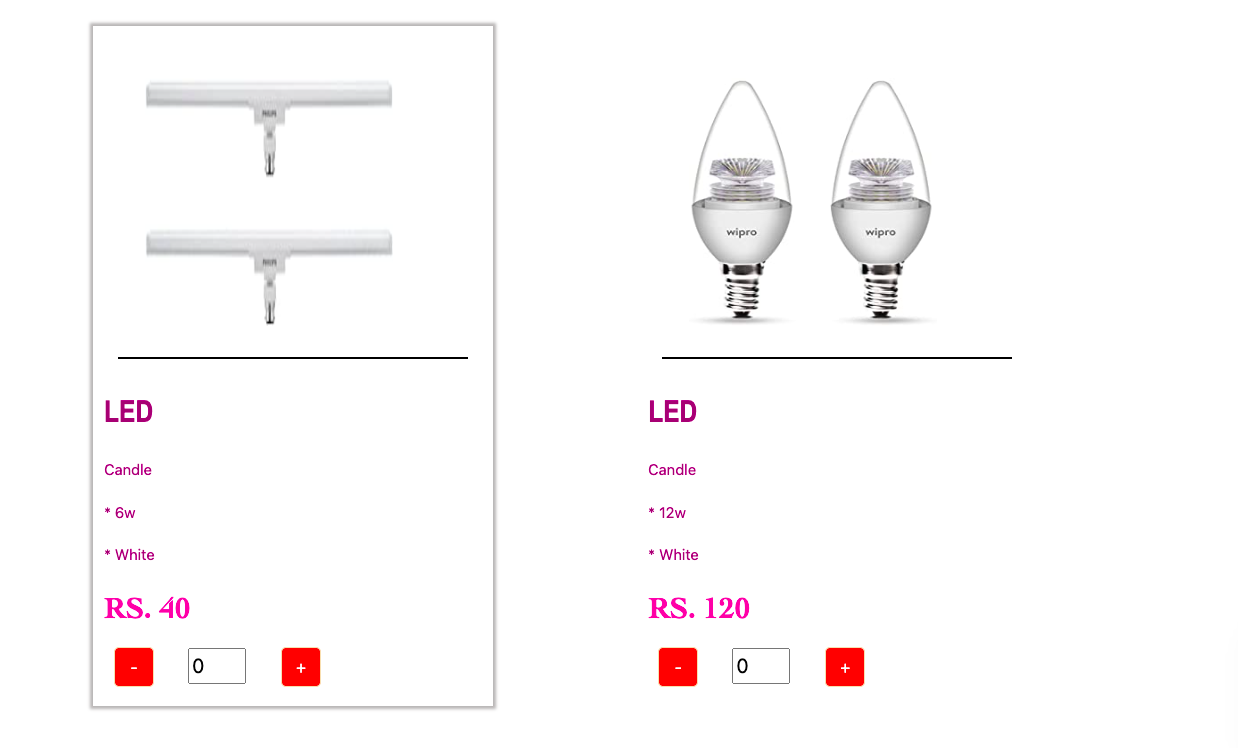 wipro wipro
LED
Candle
* 6w
* White
RS. 40
- 0 +
LED
Candle
* 12w
* White
RS. 120
- 0 +